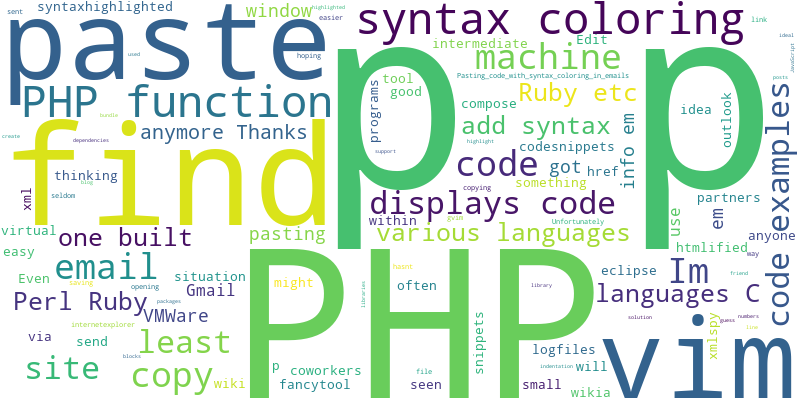 sent
syntaxhighlighted
window
highlighted
easier
syntax coloring
link
paste
hoping
intermediate
Edit
ideal
machine
Pasting_code_with_syntax_coloring_in_emails
JavaScript
PHP function
tool
good
programs
p
p
Ruby etc
posts
used
bundle
compose
idea
outlook
code examples
find
anymore Thanks
add syntax
info em
create
dependencies
support
highlight
codesnippets
thinking
blog
code
got
href
xml
seldom
copying
something
partners
displays code
use
em
anyone
virtual
one built
pasting
within
gvim
Unfortunately
various languages
htmlified
way
easy
email
Even
saving
opening
situation
Gmail
might
hasnt
often
libraries
library
eclipse
Im
friend
Perl Ruby
packages
VMWare
PHP
languages C
internetexplorer
via
send
least
file
snippets
solution
guess
numbers
xmlspy
line
vim
site
blocks
copy
wiki
p
coworkers
fancytool
seen
small
logfiles
indentation
will
wikia